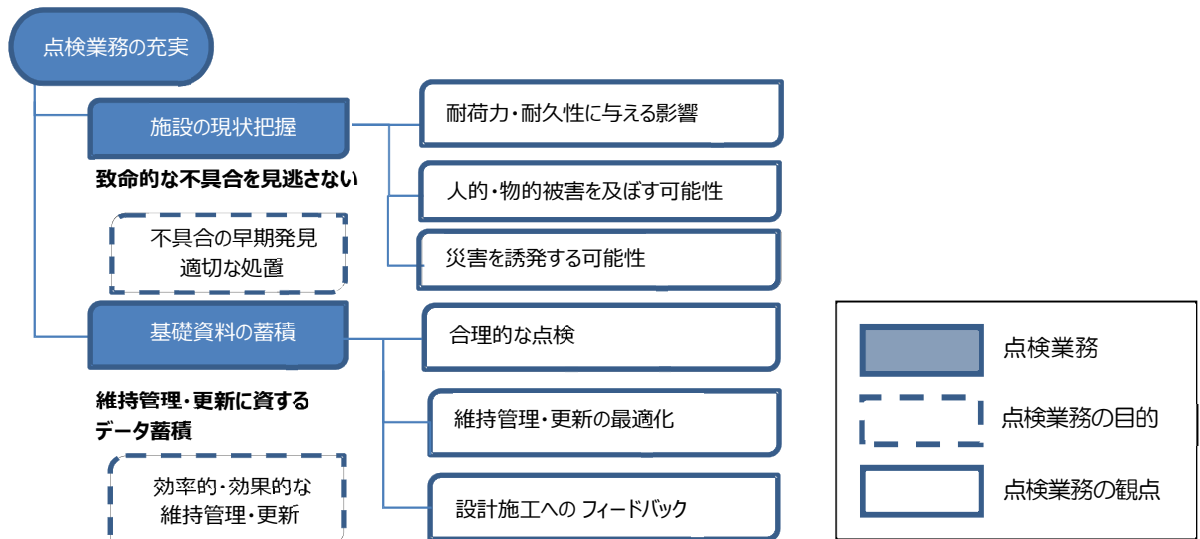 点検業務の充実
施設の現状把握
致命的な不具合を見逃さない
不具合の早期発見
適切な処置
耐荷力・耐久性に与える影響
人的・物的被害を及ぼす可能性
災害を誘発する可能性
基礎資料の蓄積
維持管理・更新に資する
データ蓄積
効率的・効果的な
維持管理・更新
合理的な点検
維持管理・更新の最適化
設計施工への フィードバック
点検業務
点検業務の目的
点検業務の観点